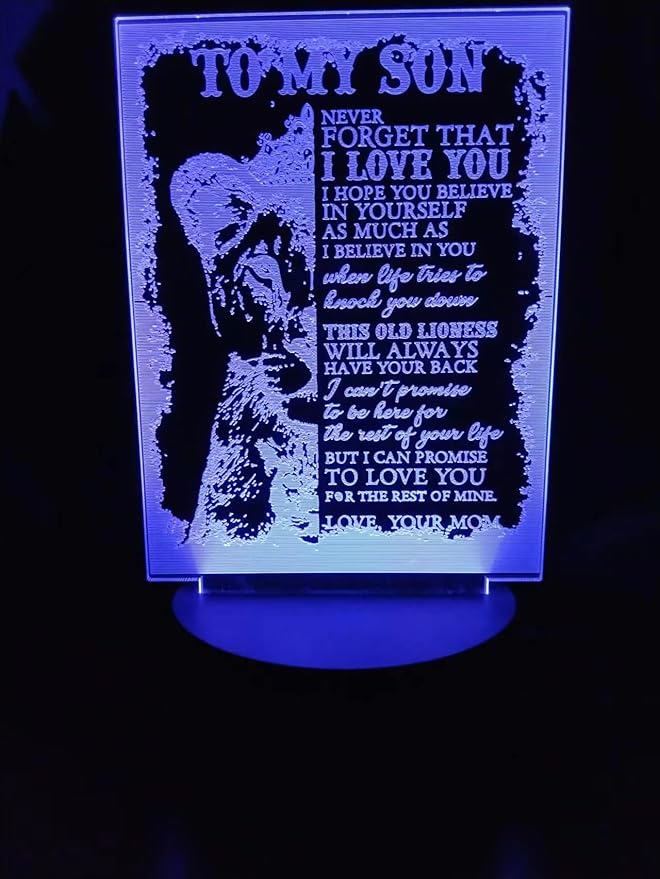 TO MY SON
NEVER
FORGET THAT
I LOVE YOU
I HOPE YOU BELIEVE
IN YOURSELF
AS MUCH AS
I BELIEVE IN YOU
when life tries to
knock you down
THIS OLD LIONESS
WILL ALWAYS
HAVE YOUR BACK
I can't promise
to be here for
the rest of your life
BUT I CAN PROMISE
TO LOVE YOU
FOR THE REST OF MINE.
LOVE, YOUR MOM